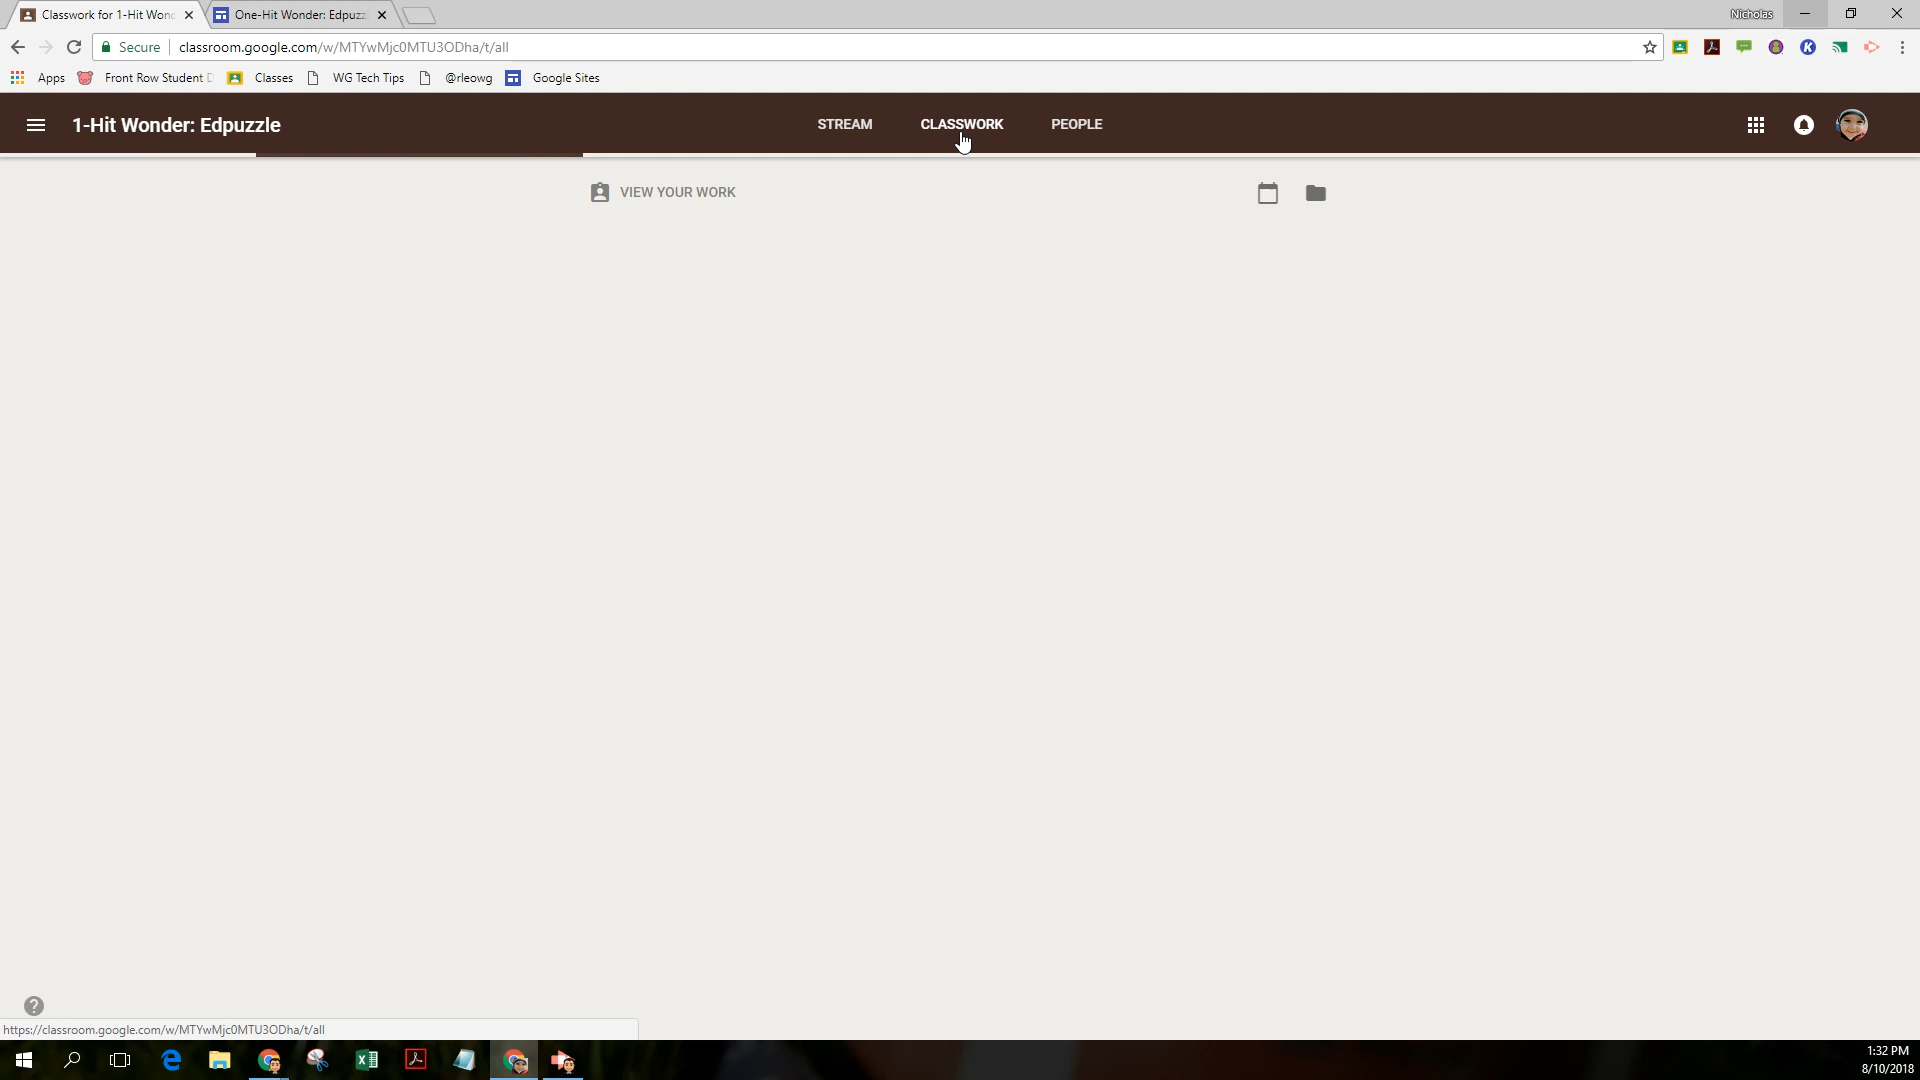 Classwork for 1-Hit Won
One-Hit Wonder: Edpuzz
Nicholas
Secure
classroom.google.com/w/MTYwMjc0MTU3ODha/t/all
Apps
Front Row Student D
Classes
WG Tech Tips
@rleowg
Google Sites
1-Hit Wonder: Edpuzzle
STREAM
CLASSWORK
PEOPLE
VIEW YOUR WORK
https://classroom.google.com/w/MTYwMjc0MTU3ODha/t/all
1:32 PM
8/10/2018